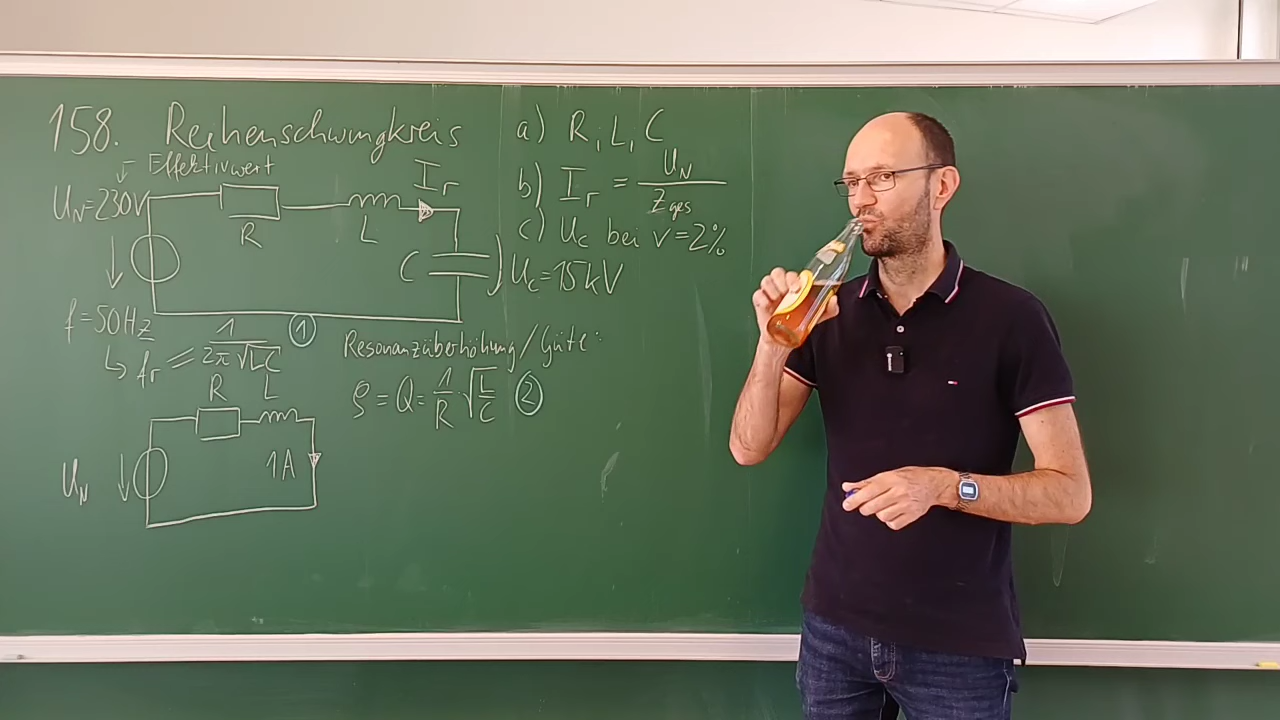 158. Reihenschwingkreis
Effektivwert
U_N=230V
R
L
I_r
C
U_C=15kV
f=50Hz
↳ f_r = 1/(2π√LC) ①
a) R, L, C
b) I_r = U_N/Z_ges
c) U_C bei v=2%
Resonanzüberhöhung/Güte:
ρ = Q = 1/R · √(L/C) ②
R L
U_N
1A